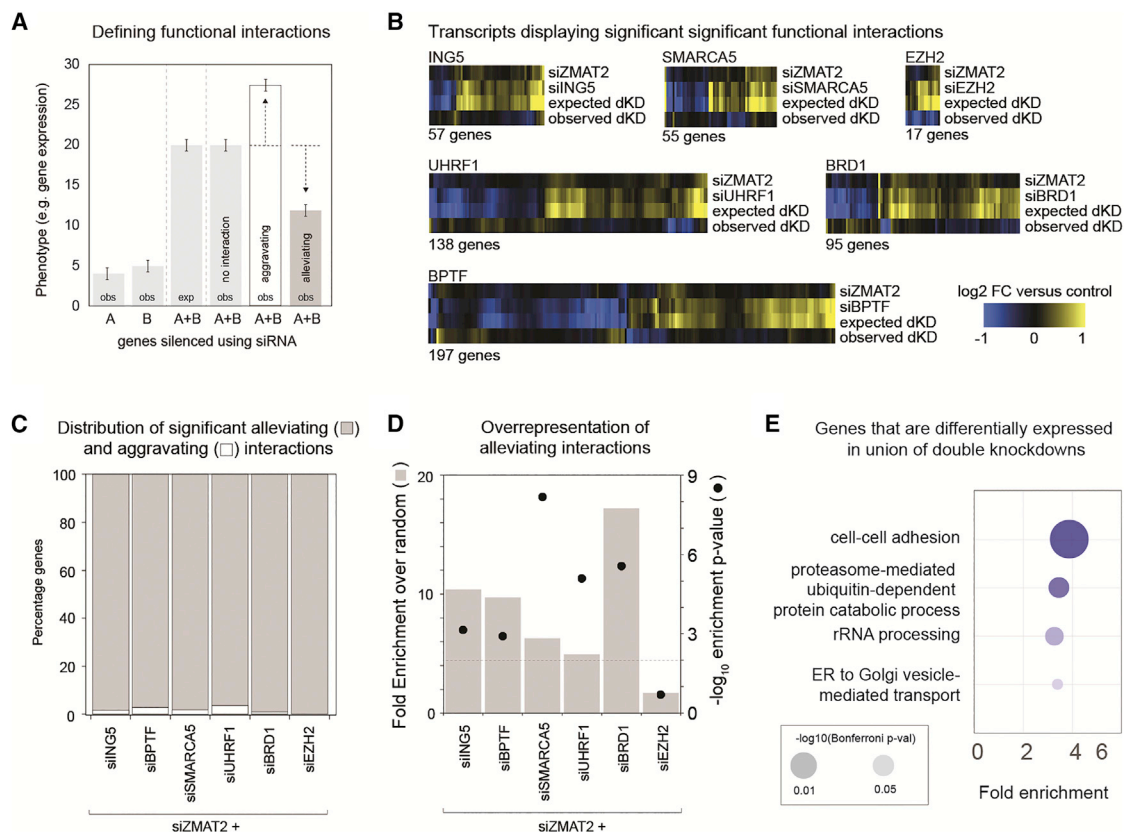 A
Defining functional interactions
Phenotype (e.g. gene expression)
30
25
20
15
10
5
0
no interaction
aggravating
alleviating
obs
obs
exp
obs
obs
obs
A
B
A+B
A+B
A+B
A+B
genes silenced using siRNA
B
Transcripts displaying significant significant functional interactions
ING5
siZMAT2
siING5
expected dKD
observed dKD
57 genes
SMARCA5
siZMAT2
siSMARCA5
expected dKD
observed dKD
55 genes
EZH2
siZMAT2
siEZH2
expected dKD
observed dKD
17 genes
UHRF1
siZMAT2
siUHRF1
expected dKD
observed dKD
138 genes
BRD1
siZMAT2
siBRD1
expected dKD
observed dKD
95 genes
BPTF
siZMAT2
siBPTF
expected dKD
observed dKD
197 genes
log2 FC versus control
-1 0 1
C
Distribution of significant alleviating ( )
and aggravating ( ) interactions
Percentage genes
100
80
60
40
20
0
siING5
siBPTF
siSMARCA5
siUHRF1
siBRD1
siEZH2
siZMAT2 +
D
Overrepresentation of
alleviating interactions
Fold Enrichment over random ( )
20
10
0
-log10 enrichment p-value (●)
9
6
3
0
siING5
siBPTF
siSMARCA5
siUHRF1
siBRD1
siEZH2
siZMAT2 +
E
Genes that are differentially expressed
in union of double knockdowns
cell-cell adhesion
proteasome-mediated
ubiquitin-dependent
protein catabolic process
rRNA processing
ER to Golgi vesicle-
mediated transport
-log10(Bonferroni p-val)
0.01
0.05
0 2 4 6
Fold enrichment